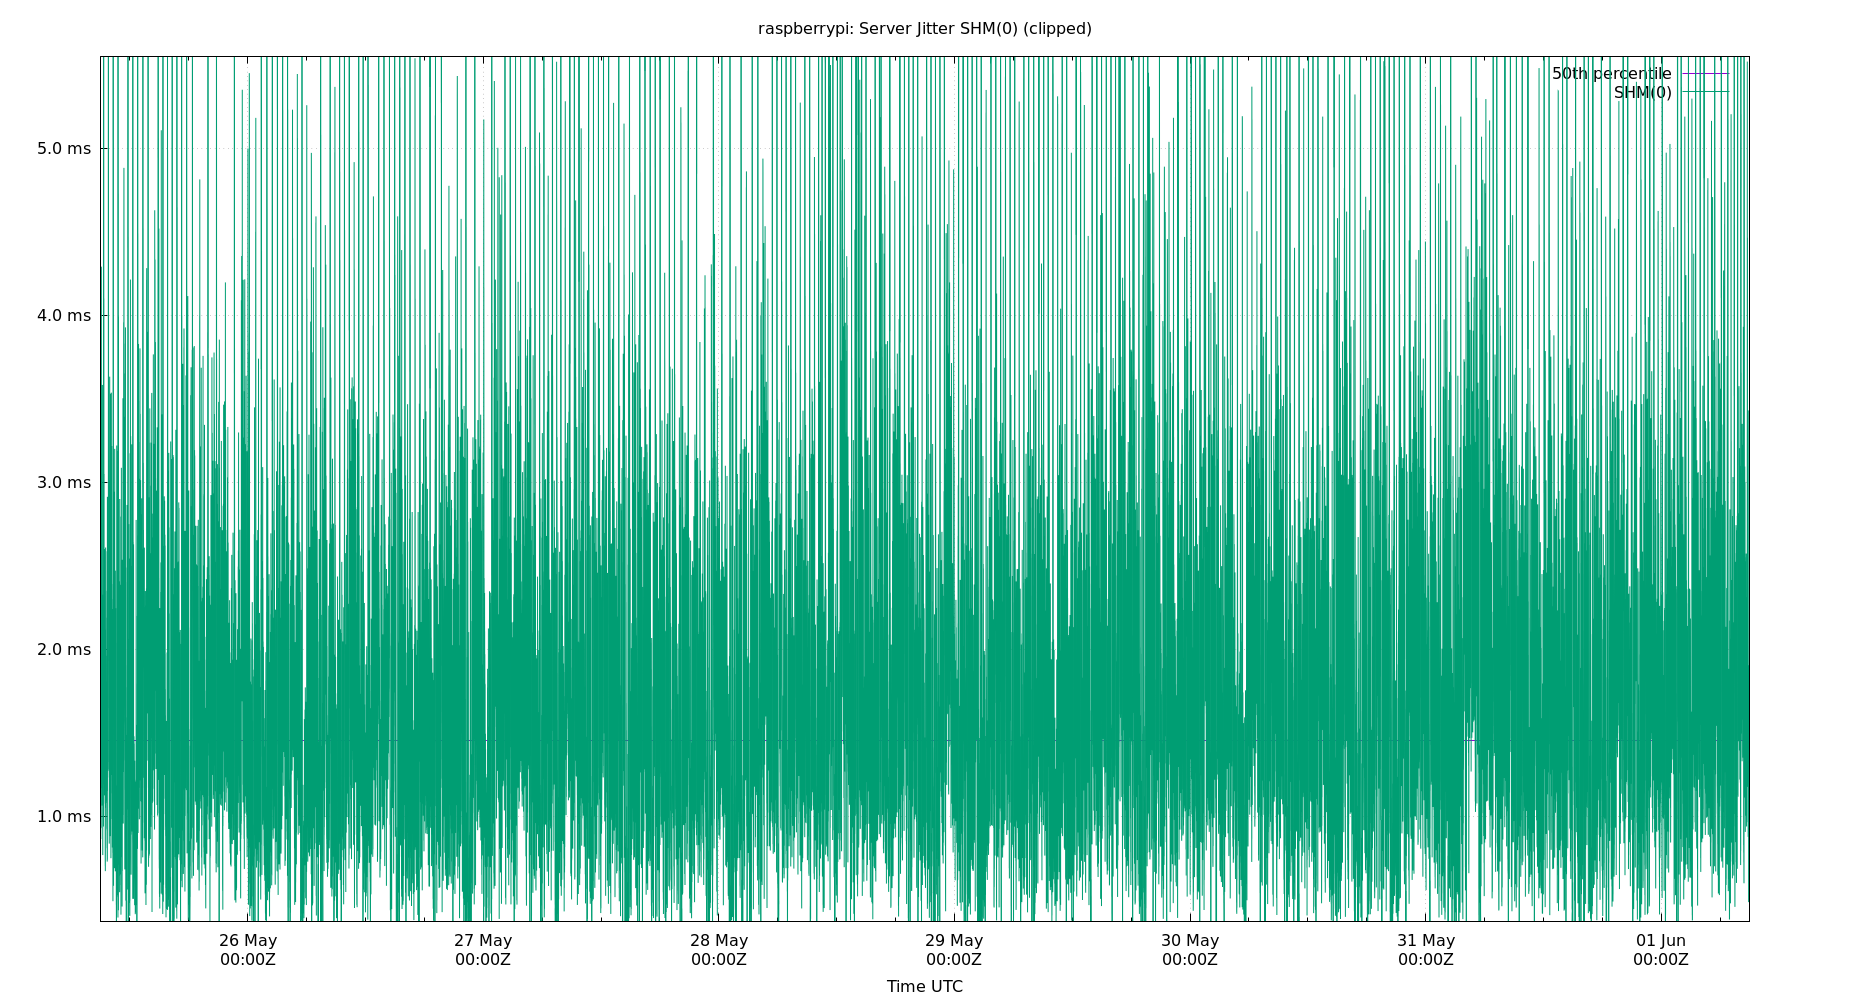 raspberrypi: Server Jitter SHM(0) (clipped)
50th percentile
SHM(0)
5.0 ms
4.0 ms
3.0 ms
2.0 ms
1.0 ms
26 May 27 May 28 May 29 May 30 May 31 May 01 Jun
00:00Z 00:00Z 00:00Z 00:00Z 00:00Z 00:00Z 00:00Z
Time UTC